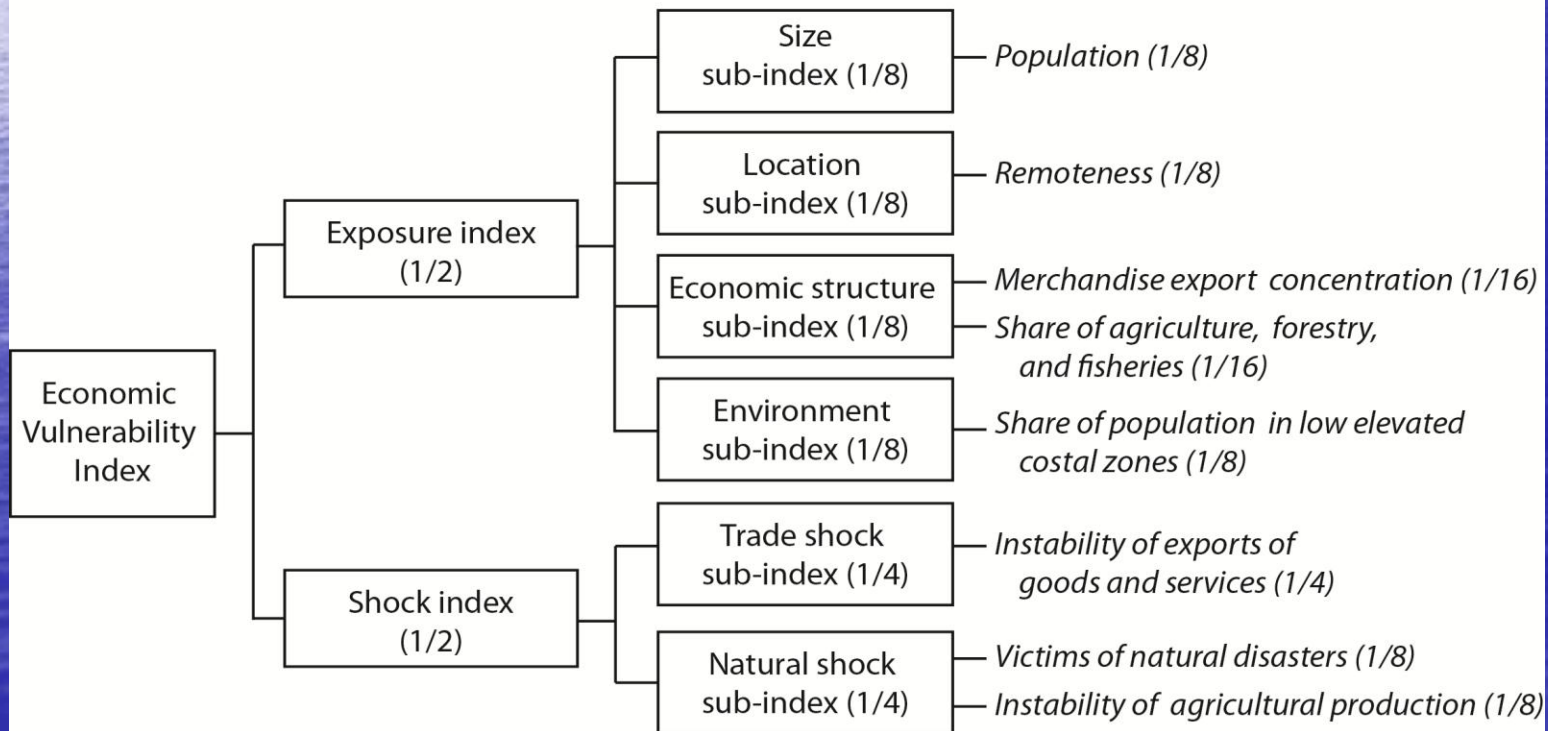 Economic
Vulnerability
Index
Exposure index
(1/2)
Size
sub-index (1/8)
Population (1/8)
Location
sub-index (1/8)
Remoteness (1/8)
Economic structure
sub-index (1/8)
Merchandise export concentration (1/16)
Share of agriculture, forestry,
and fisheries (1/16)
Environment
sub-index (1/8)
Share of population in low elevated
costal zones (1/8)
Shock index
(1/2)
Trade shock
sub-index (1/4)
Instability of exports of
goods and services (1/4)
Natural shock
sub-index (1/4)
Victims of natural disasters (1/8)
Instability of agricultural production (1/8)